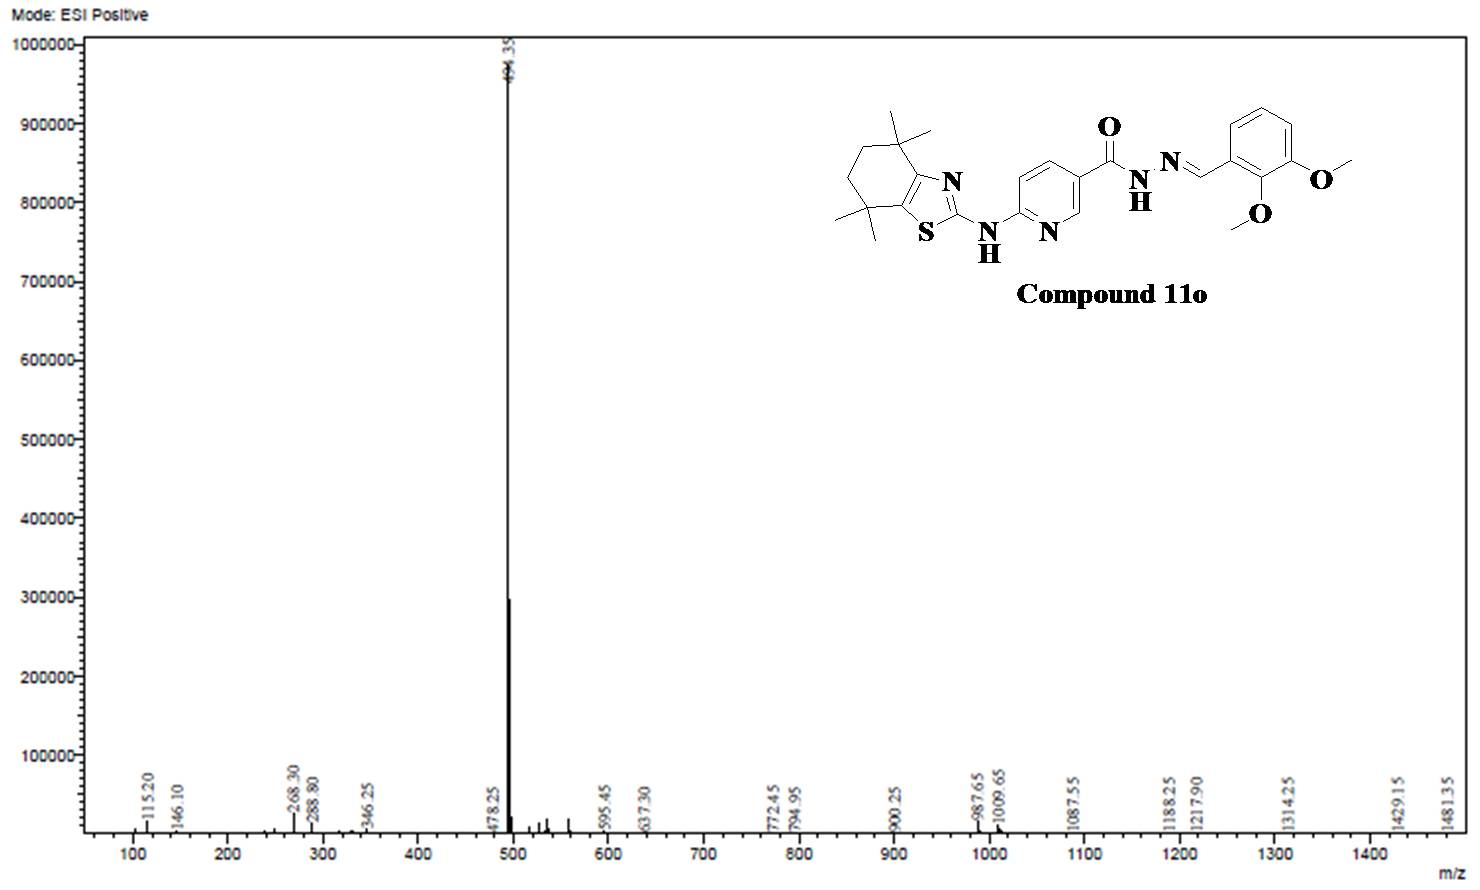 Mode: ESI Positive
1000000
494.35
900000
800000
700000
600000
500000
400000
300000
200000
100000
O
N
N
H
N
O
O
S
N
H
N
Compound 11o
115.20
146.10
268.30
288.80
346.25
478.25
595.45
637.30
772.45
794.95
900.25
987.65
1009.65
1087.55
1188.25
1217.90
1314.25
1429.15
1481.35
100 200 300 400 500 600 700 800 900 1000 1100 1200 1300 1400
m/z